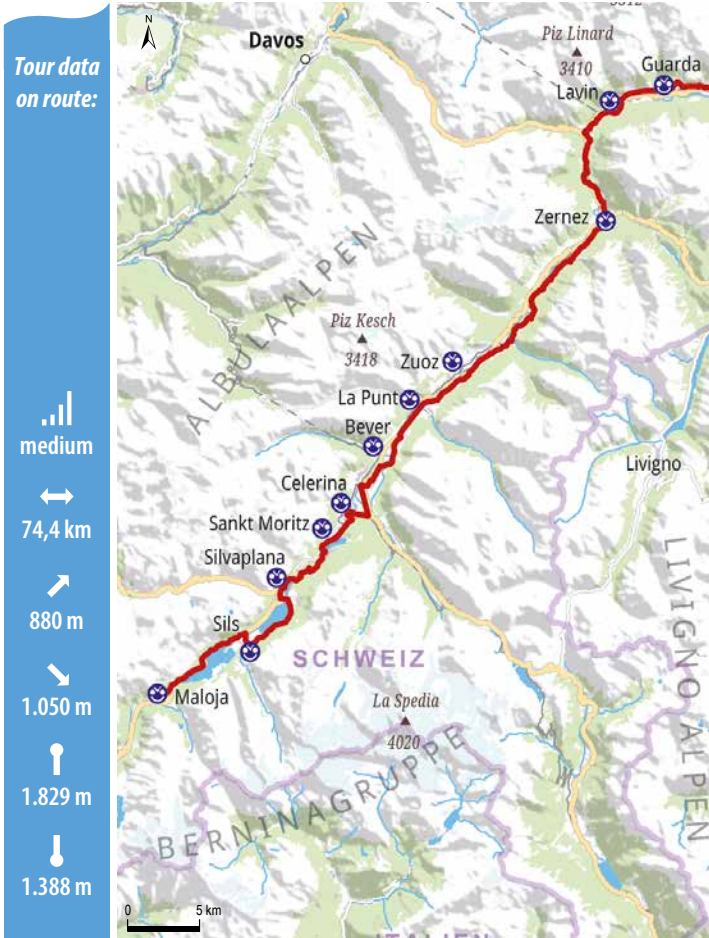 Tour data
on route:
medium
74,4 km
880 m
1.050 m
1.829 m
1.388 m
N
Davos
Piz Linard
3410
Guarda
Lavin
Zernez
ALBULAALPEN
Piz Kesch
3418
Zuoz
La Punt
Bever
Celerina
Sankt Moritz
Silvaplana
Sils
Maloja
Livigno
LIVIGNO ALPEN
SCHWEIZ
La Spedia
4020
BERNINAGRUPPE
0 5 km